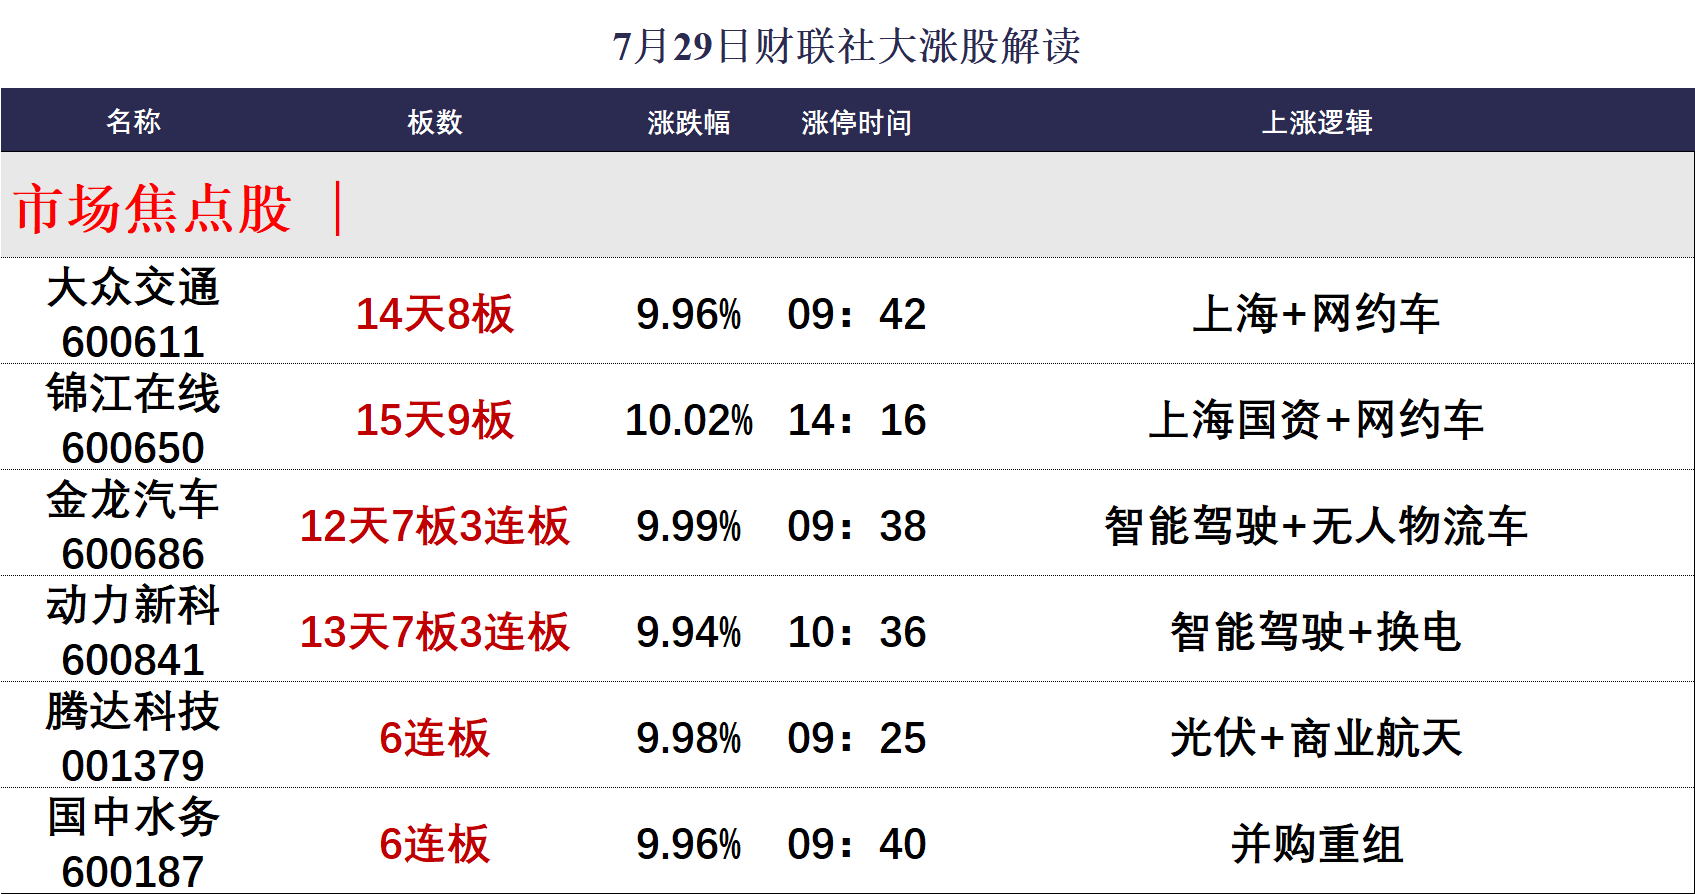 7月29日财联社大涨股解读
名称 板数 涨跌幅 涨停时间 上涨逻辑
市场焦点股 |
大众交通
600611 14天8板 9.96% 09：42 上海+网约车
锦江在线
600650 15天9板 10.02% 14：16 上海国资+网约车
金龙汽车
600686 12天7板3连板 9.99% 09：38 智能驾驶+无人物流车
动力新科
600841 13天7板3连板 9.94% 10：36 智能驾驶+换电
腾达科技
001379 6连板 9.98% 09：25 光伏+商业航天
国中水务
600187 6连板 9.96% 09：40 并购重组